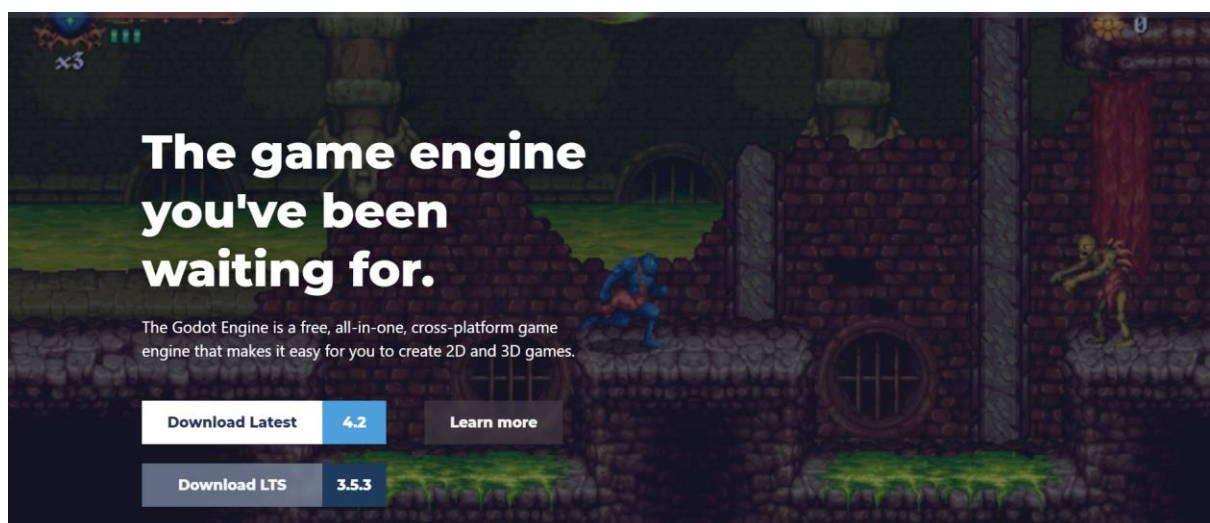 x3
0
The game engine
you've been
waiting for.
The Godot Engine is a free, all-in-one, cross-platform game
engine that makes it easy for you to create 2D and 3D games.
Download Latest 4.2
Learn more
Download LTS 3.5.3